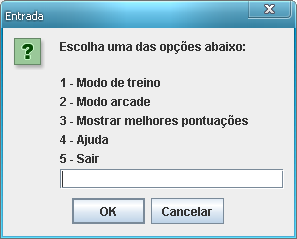 Entrada
Escolha uma das opções abaixo:
1 - Modo de treino
2 - Modo arcade
3 - Mostrar melhores pontuações
4 - Ajuda
5 - Sair
OK Cancelar